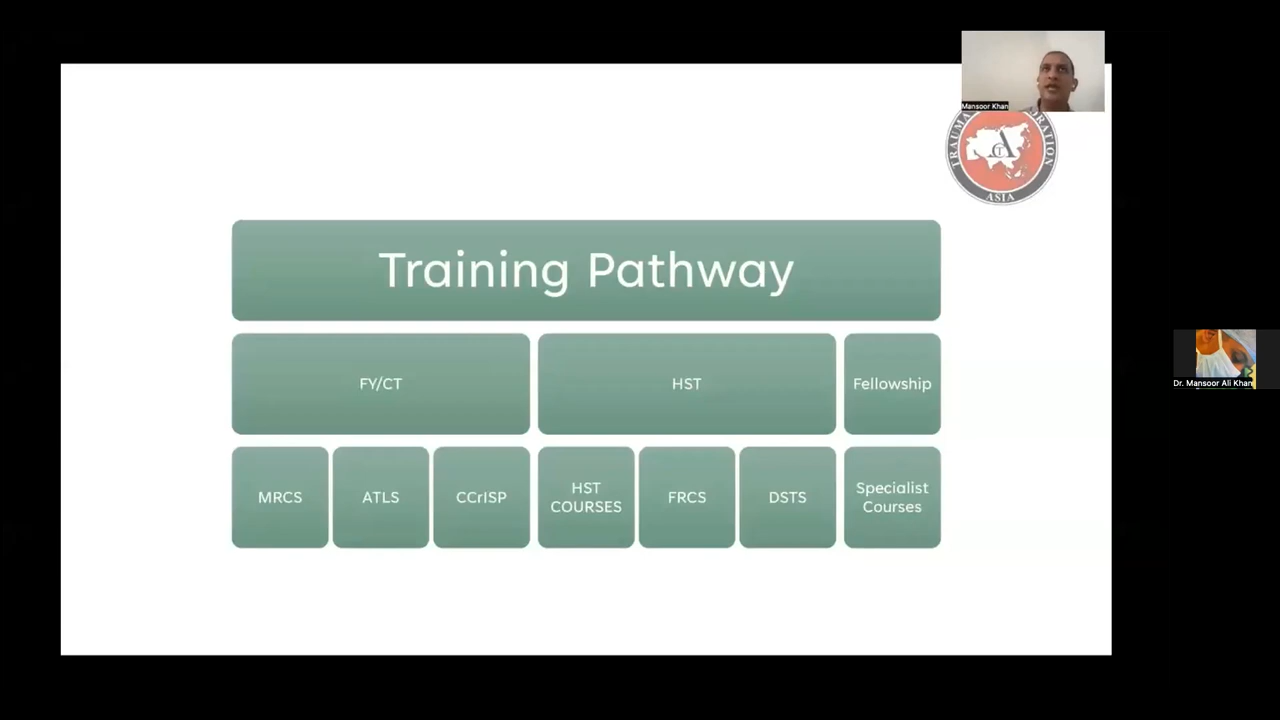 Mansoor Khan
ASIA
Training Pathway
FY/CT
HST
Fellowship
Dr. Mansoor Ali Khan
MRCS
ATLS
CCrISP
HST
COURSES
FRCS
DSTS
Specialist
Courses